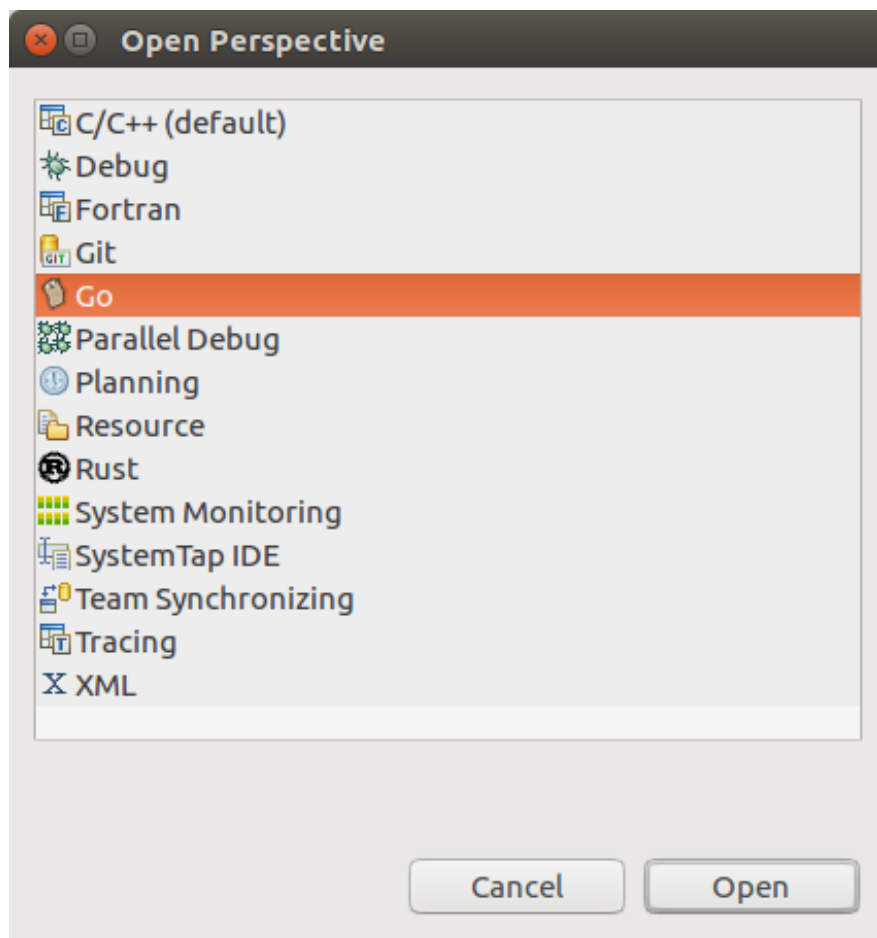 Open Perspective
C/C++ (default)
Debug
Fortran
Git
Go
Parallel Debug
Planning
Resource
Rust
System Monitoring
SystemTap IDE
Team Synchronizing
Tracing
XML
Cancel Open